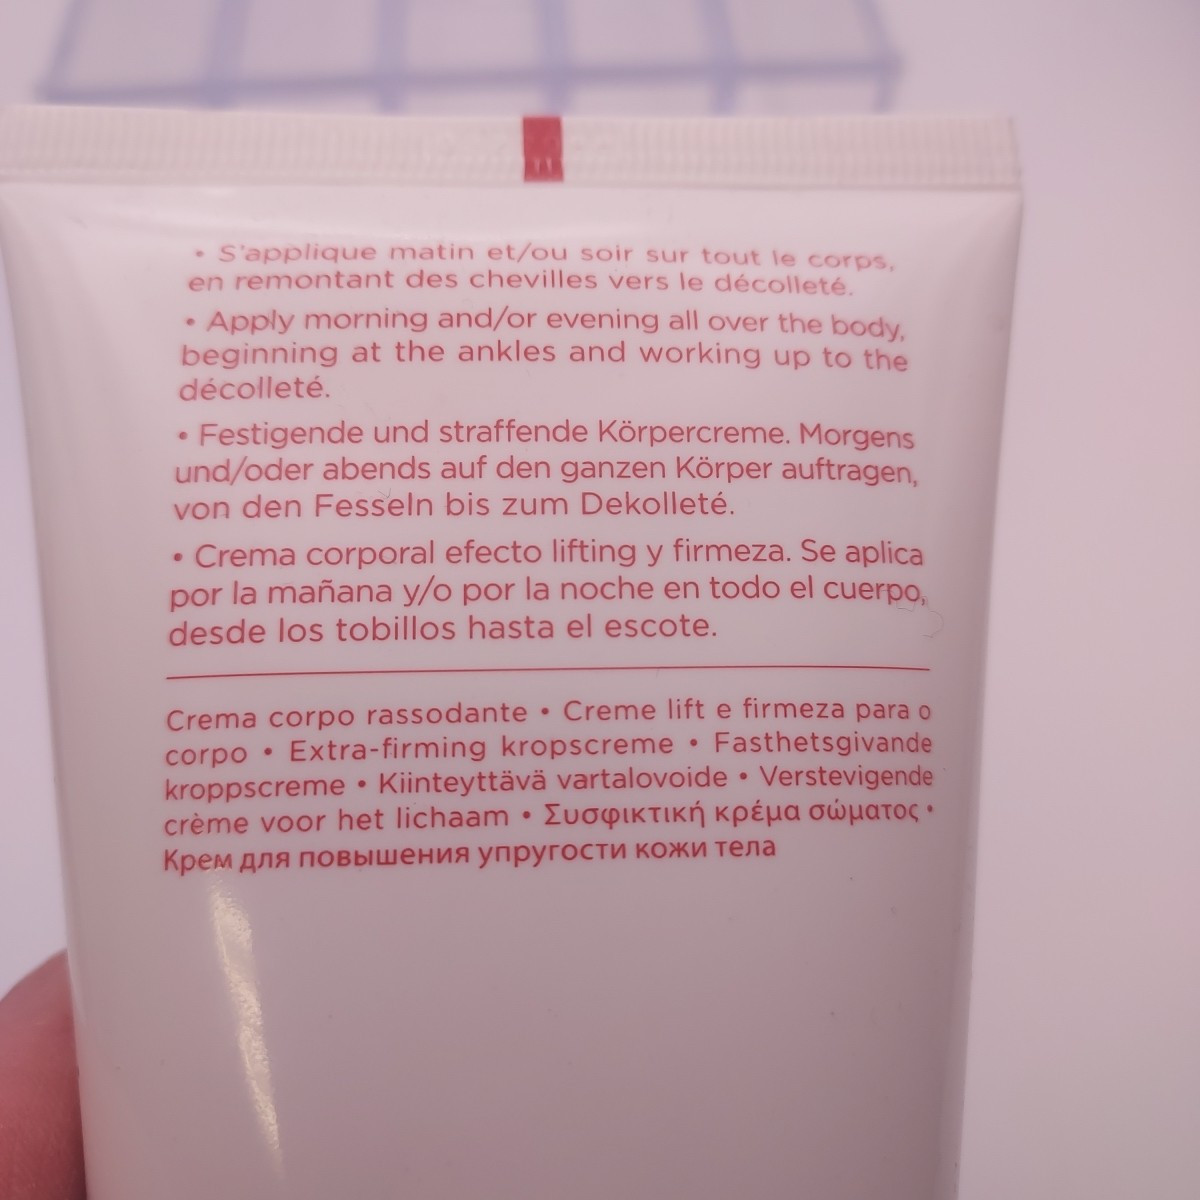 • S'applique matin et/ou soir sur tout le corps,
en remontant des chevilles vers le décolleté.
• Apply morning and/or evening all over the body,
beginning at the ankles and working up to the
décolleté.
• Festigende und straffende Körpercreme. Morgens
und/oder abends auf den ganzen Körper auftragen,
von den Fesseln bis zum Dekolleté.
• Crema corporal efecto lifting y firmeza. Se aplica
por la mañana y/o por la noche en todo el cuerpo,
desde los tobillos hasta el escote.
Crema corpo rassodante • Creme lift e firmeza para o
corpo • Extra-firming kropscreme • Fasthetsgivande
kroppscreme • Kiinteyttävä vartalovoide • Verstevigende
crème voor het lichaam • Συσφικτική κρέμα σώματος •
Крем для повышения упругости кожи тела